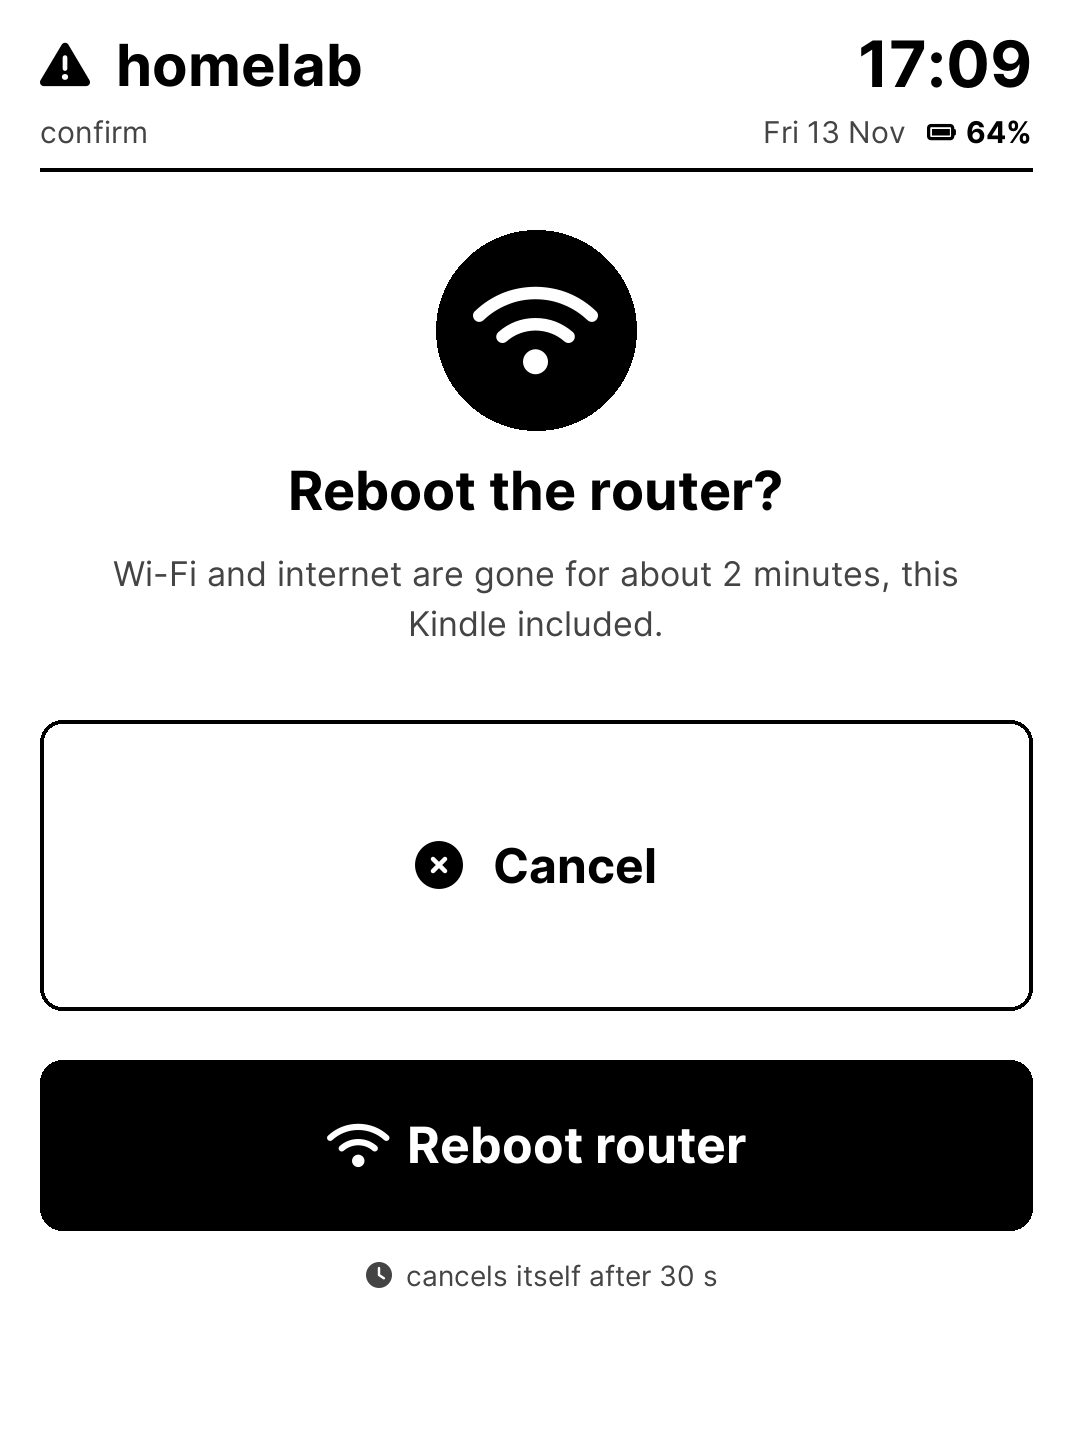 homelab
17:09
confirm
Fri 13 Nov 64%
Reboot the router?
Wi-Fi and internet are gone for about 2 minutes, this
Kindle included.
Cancel
Reboot router
cancels itself after 30 s